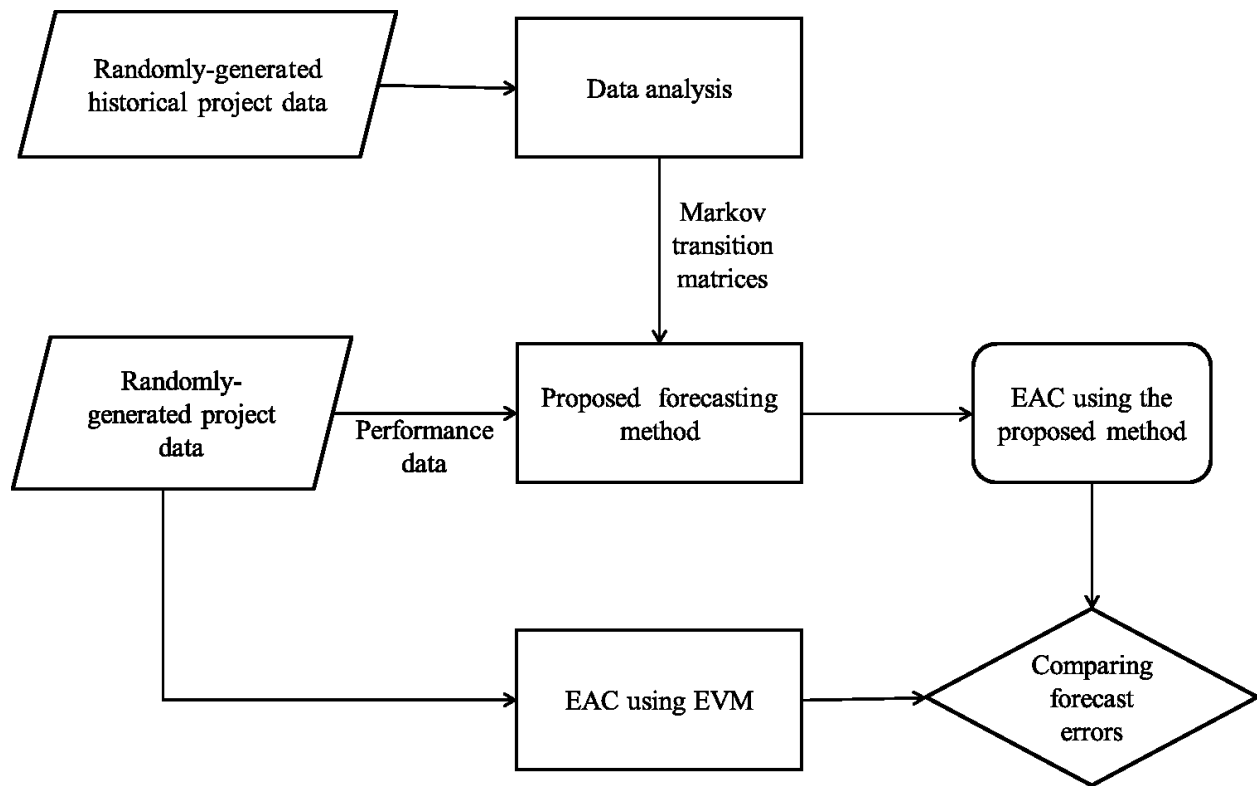 Randomly-generated
historical project data
Data analysis
Markov
transition
matrices
Randomly-
generated project
data
Performance
data
Proposed forecasting
method
EAC using the
proposed method
EAC using EVM
Comparing
forecast
errors